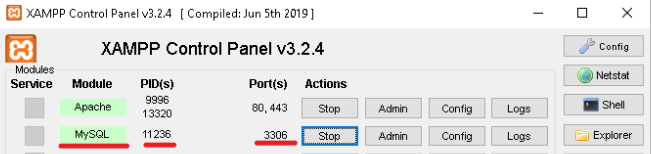 XAMPP Control Panel v3.2.4 [ Compiled: Jun 5th 2019 ]
XAMPP Control Panel v3.2.4
Config
Modules
Service Module PID(s) Port(s) Actions
Netstat
Apache 9996 13320 80, 443 Stop Admin Config Logs
Shell
MySQL 11236 3306 Stop Admin Config Logs
Explorer